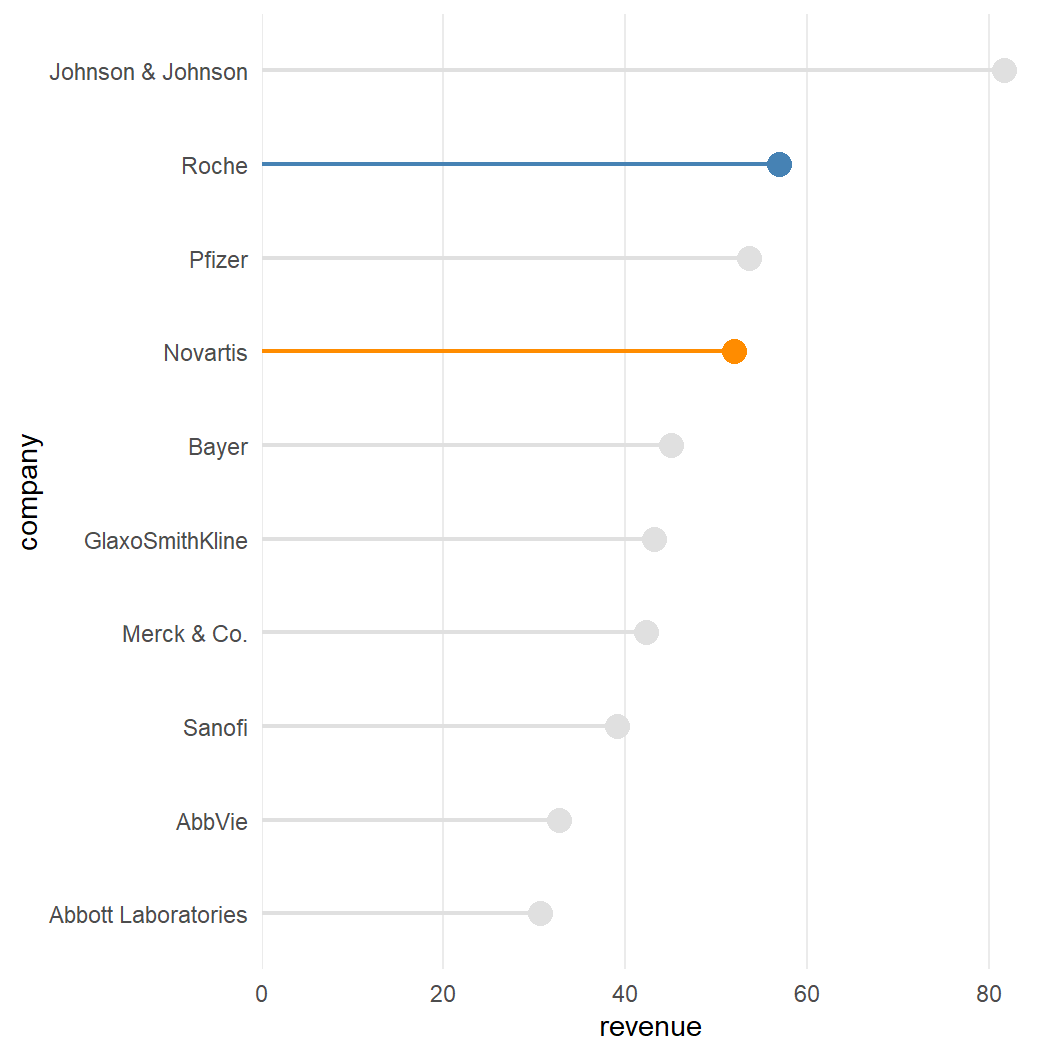 Johnson & Johnson
Roche
Pfizer
Novartis
Bayer
GlaxoSmithKline
Merck & Co.
Sanofi
AbbVie
Abbott Laboratories
company
0 20 40 60 80
revenue